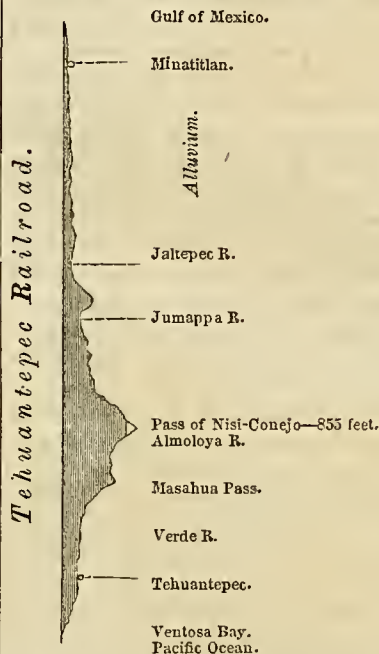 Tehuantepec Railroad.
Gulf of Mexico.
Minatitlan.
Alluvium.
Jaltepec R.
Jumappa R.
Pass of Nisi-Conejo—855 feet.
Almoloya R.
Masahua Pass.
Verde R.
Tehuantepec.
Ventosa Bay.
Pacific Ocean.